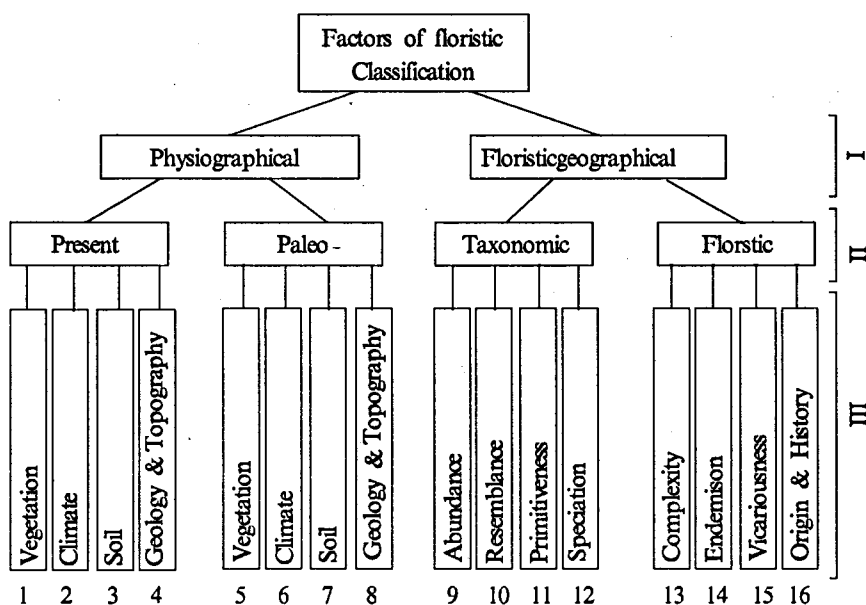 Factors of floristic
Classification
Physiographical
Floristicgeographical
I
Present
Paleo-
Taxonomic
Florstic
II
Vegetation
Climate
Soil
Geology & Topography
Vegetation
Climate
Soil
Geology & Topography
Abundance
Resemblance
Primitiveness
Speciation
Complexity
Endemison
Vicariousness
Origin & History
III
1 2 3 4 5 6 7 8 9 10 11 12 13 14 15 16